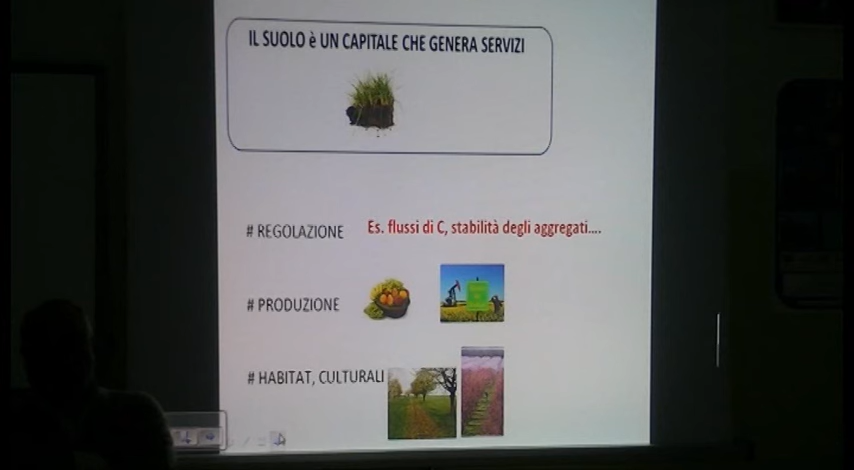 IL SUOLO è UN CAPITALE CHE GENERA SERVIZI
# REGOLAZIONE Es. flussi di C, stabilità degli aggregati....
# PRODUZIONE
# HABITAT, CULTURALI